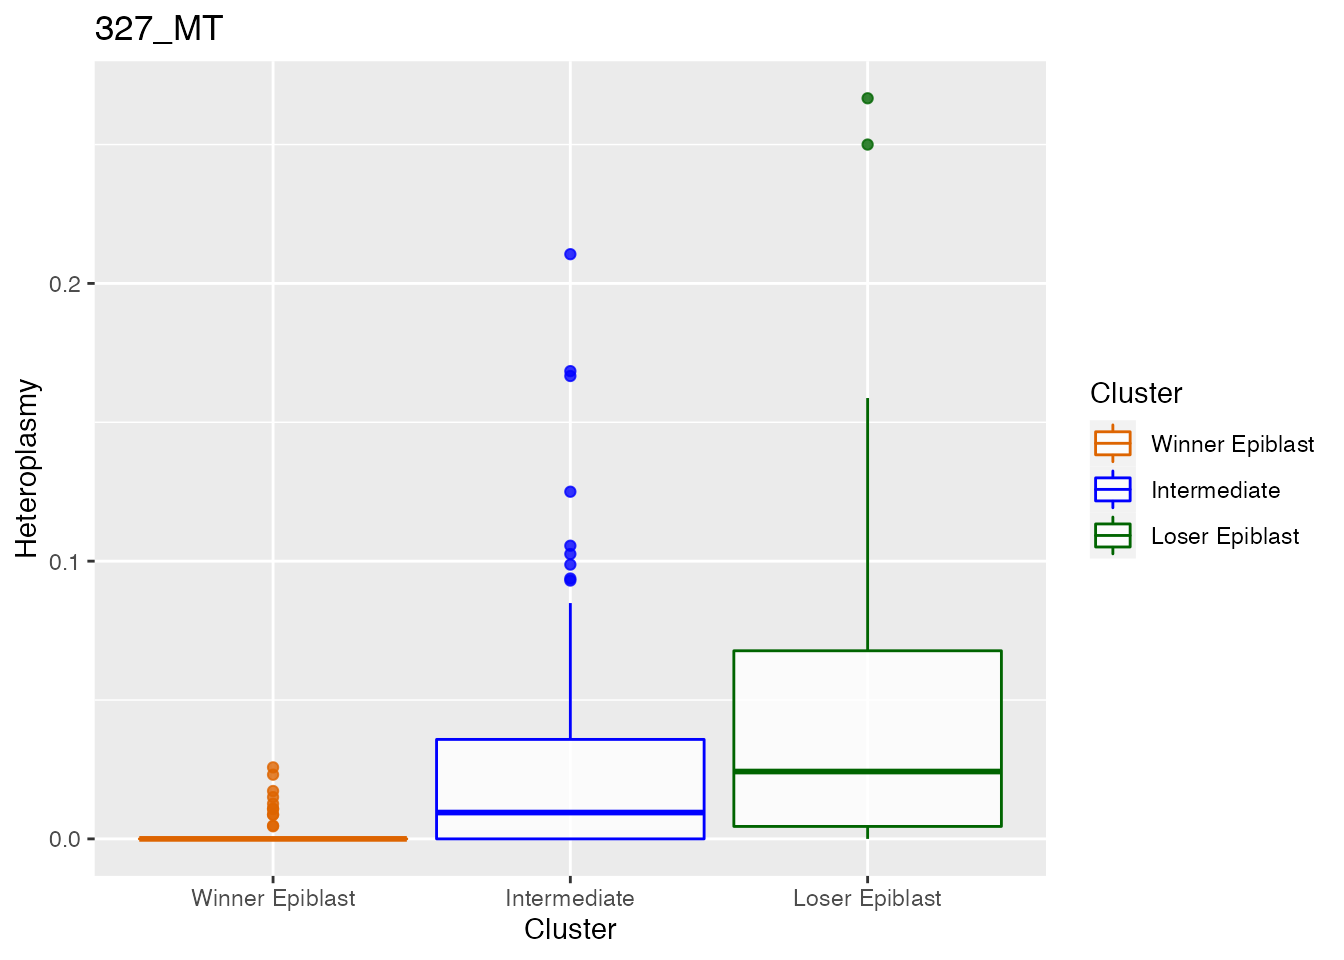 327_MT
Heteroplasmy
0.2
0.1
0.0
Winner Epiblast
Intermediate
Loser Epiblast
Cluster
Cluster
Winner Epiblast
Intermediate
Loser Epiblast